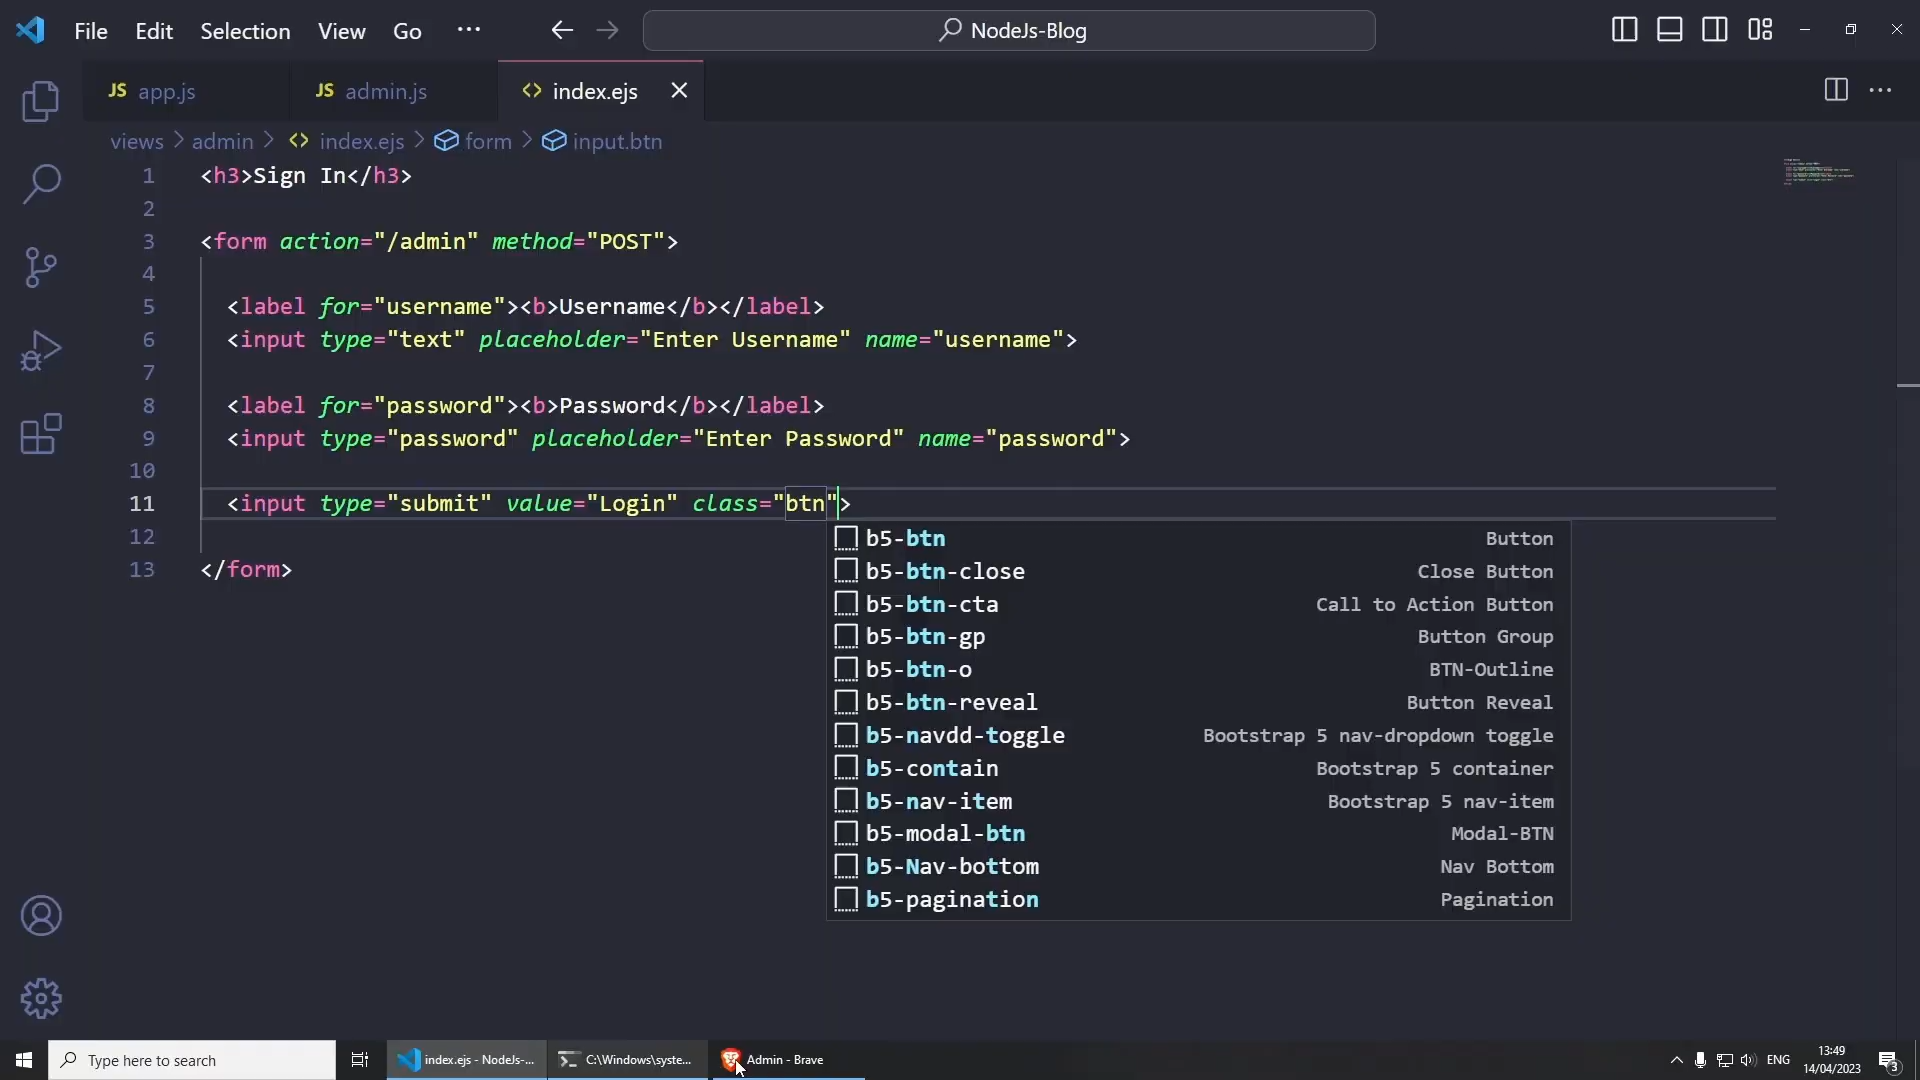 File Edit Selection View Go ··· NodeJs-Blog
JS app.js JS admin.js <> index.ejs
views > admin > <> index.ejs > form > input.btn
1 <h3>Sign In</h3>
2
3 <form action="/admin" method="POST">
4
5 <label for="username"><b>Username</b></label>
6 <input type="text" placeholder="Enter Username" name="username">
7
8 <label for="password"><b>Password</b></label>
9 <input type="password" placeholder="Enter Password" name="password">
10
11 <input type="submit" value="Login" class="btn">
12
13 </form>
b5-btn Button
b5-btn-close Close Button
b5-btn-cta Call to Action Button
b5-btn-gp Button Group
b5-btn-o BTN-Outline
b5-btn-reveal Button Reveal
b5-navdd-toggle Bootstrap 5 nav-dropdown toggle
b5-contain Bootstrap 5 container
b5-nav-item Bootstrap 5 nav-item
b5-modal-btn Modal-BTN
b5-Nav-bottom Nav Bottom
b5-pagination Pagination
Type here to search index.ejs - NodeJs-... C:\Windows\syste... Admin - Brave ENG 13:49 3
14/04/2023